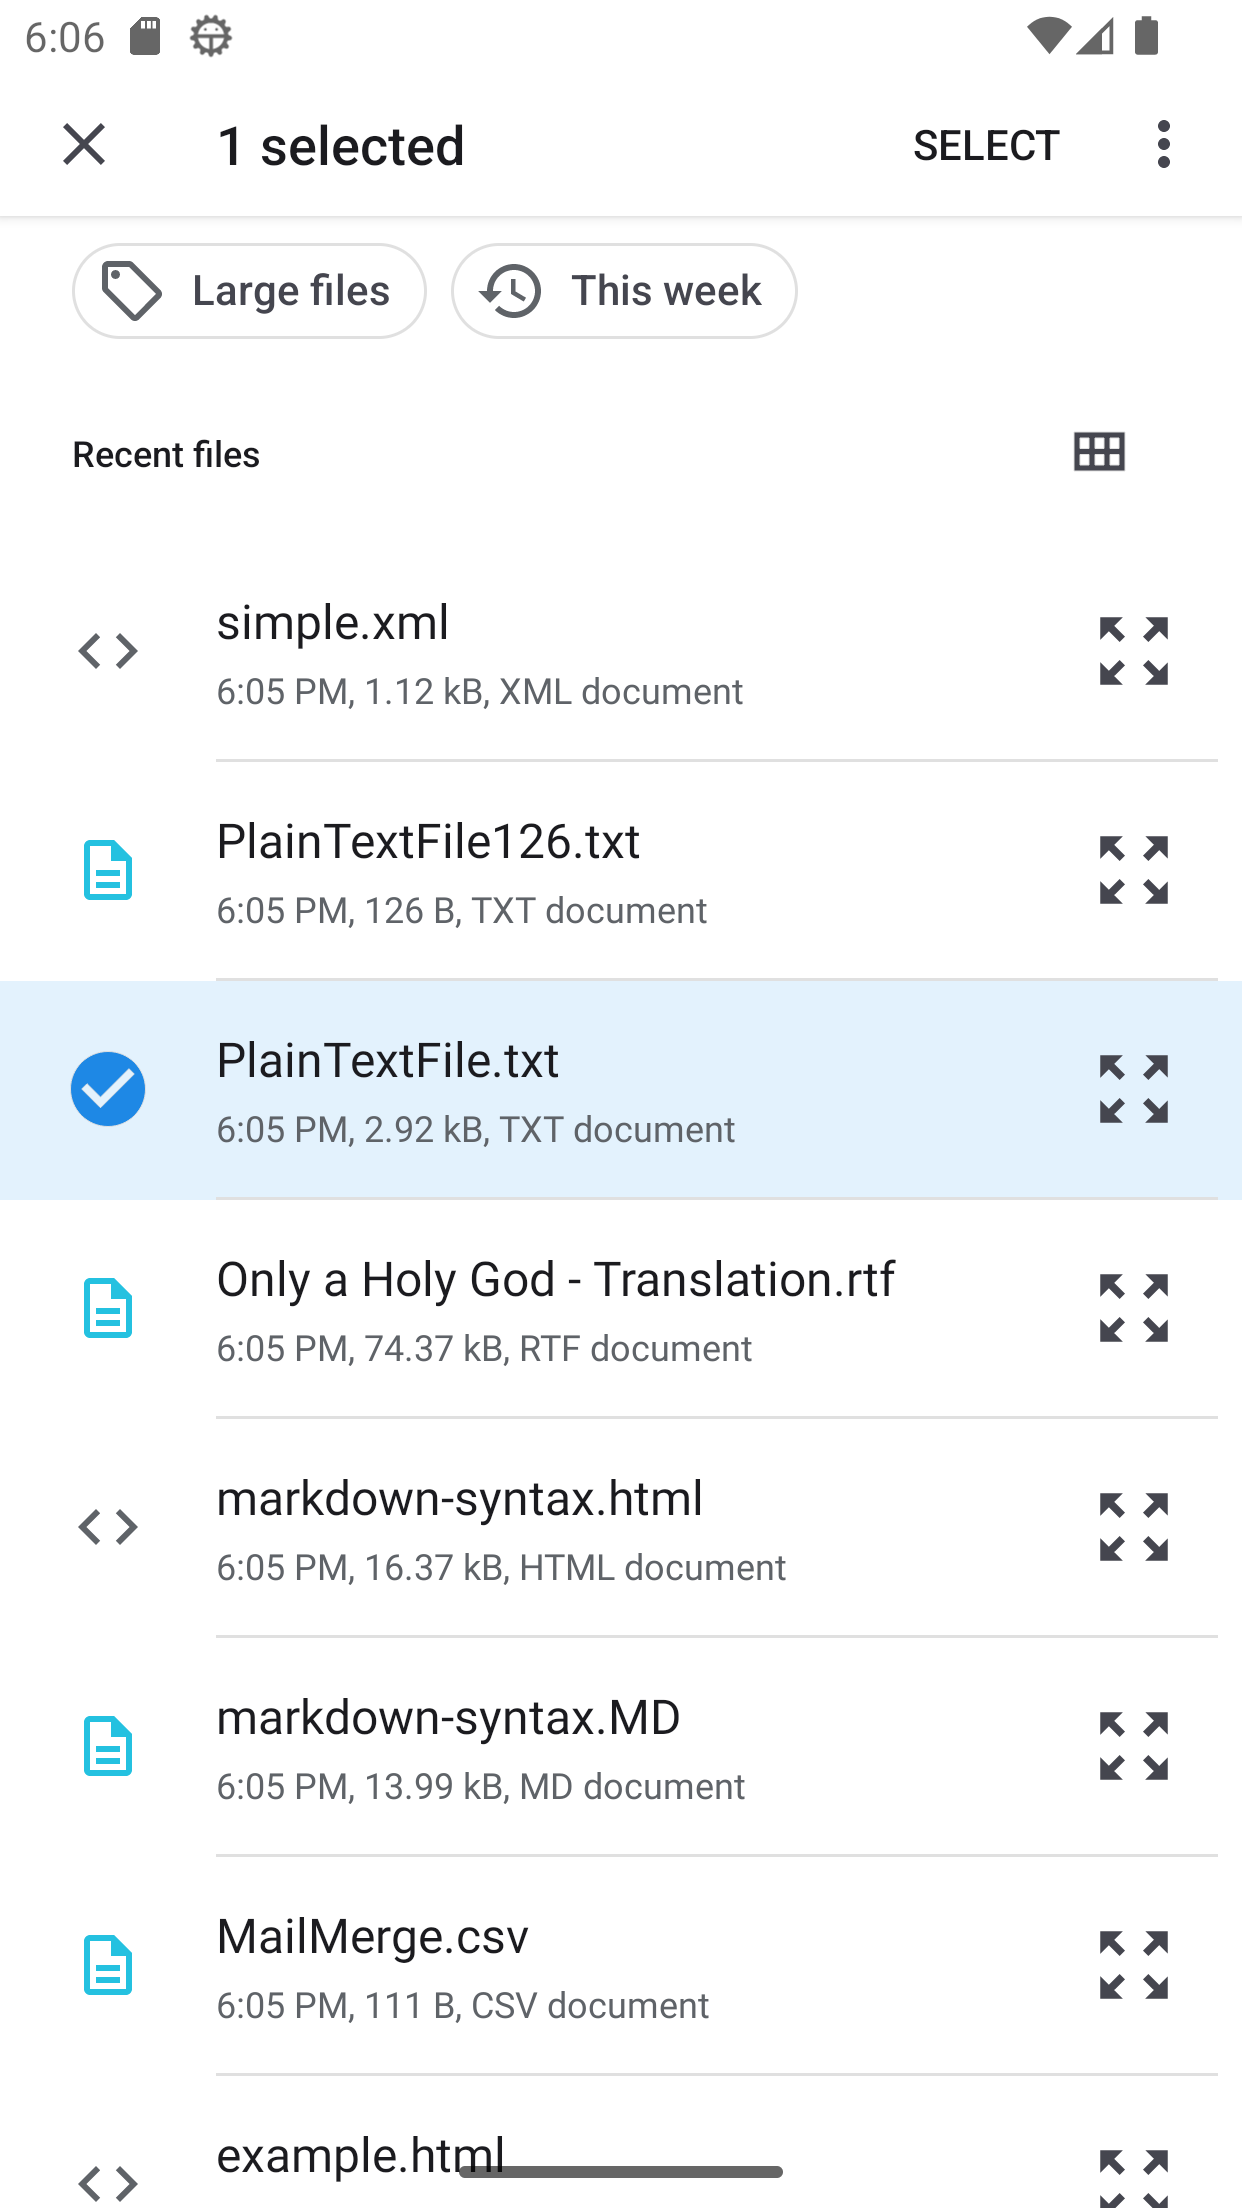 6:06
1 selected
SELECT
Large files
This week
Recent files
simple.xml
6:05 PM, 1.12 kB, XML document
PlainTextFile126.txt
6:05 PM, 126 B, TXT document
PlainTextFile.txt
6:05 PM, 2.92 kB, TXT document
Only a Holy God - Translation.rtf
6:05 PM, 74.37 kB, RTF document
markdown-syntax.html
6:05 PM, 16.37 kB, HTML document
markdown-syntax.MD
6:05 PM, 13.99 kB, MD document
MailMerge.csv
6:05 PM, 111 B, CSV document
example.html